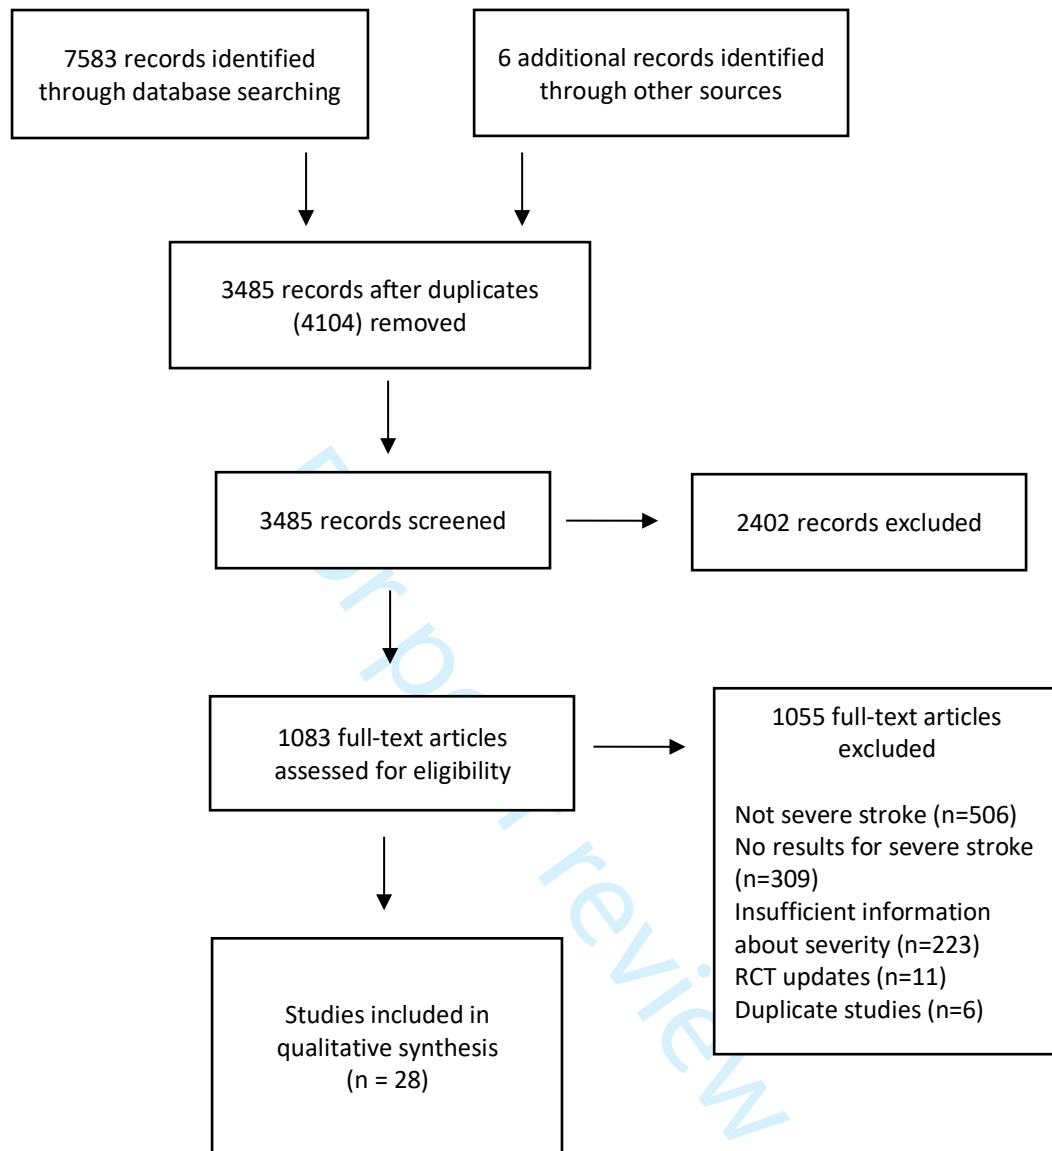 7583 records identified
through database searching
6 additional records identified
through other sources
3485 records after duplicates
(4104) removed
3485 records screened
2402 records excluded
1083 full-text articles
assessed for eligibility
1055 full-text articles
excluded
Not severe stroke (n=506)
No results for severe stroke
(n=309)
Insufficient information
about severity (n=223)
RCT updates (n=11)
Duplicate studies (n=6)
Studies included in
qualitative synthesis
(n = 28)
For peer review